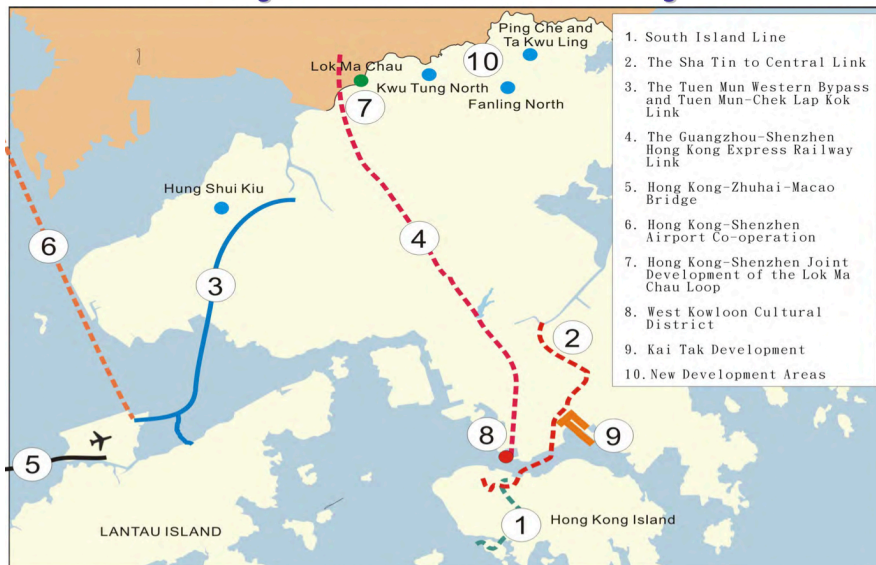 Ping Che and
Ta Kwu Ling
10
Lok Ma Chau
Kwu Tung North
7
Fanling North
Hung Shui Kiu
6
4
3
2
8
9
5
1
Hong Kong Island
LANTAU ISLAND
1. South Island Line
2. The Sha Tin to Central Link
3. The Tuen Mun Western Bypass
and Tuen Mun-Chek Lap Kok
Link
4. The Guangzhou-Shenzhen
Hong Kong Express Railway
Link
5. Hong Kong-Zhuhai-Macao
Bridge
6. Hong Kong-Shenzhen
Airport Co-operation
7. Hong Kong-Shenzhen Joint
Development of the Lok Ma
Chau Loop
8. West Kowloon Cultural
District
9. Kai Tak Development
10. New Development Areas